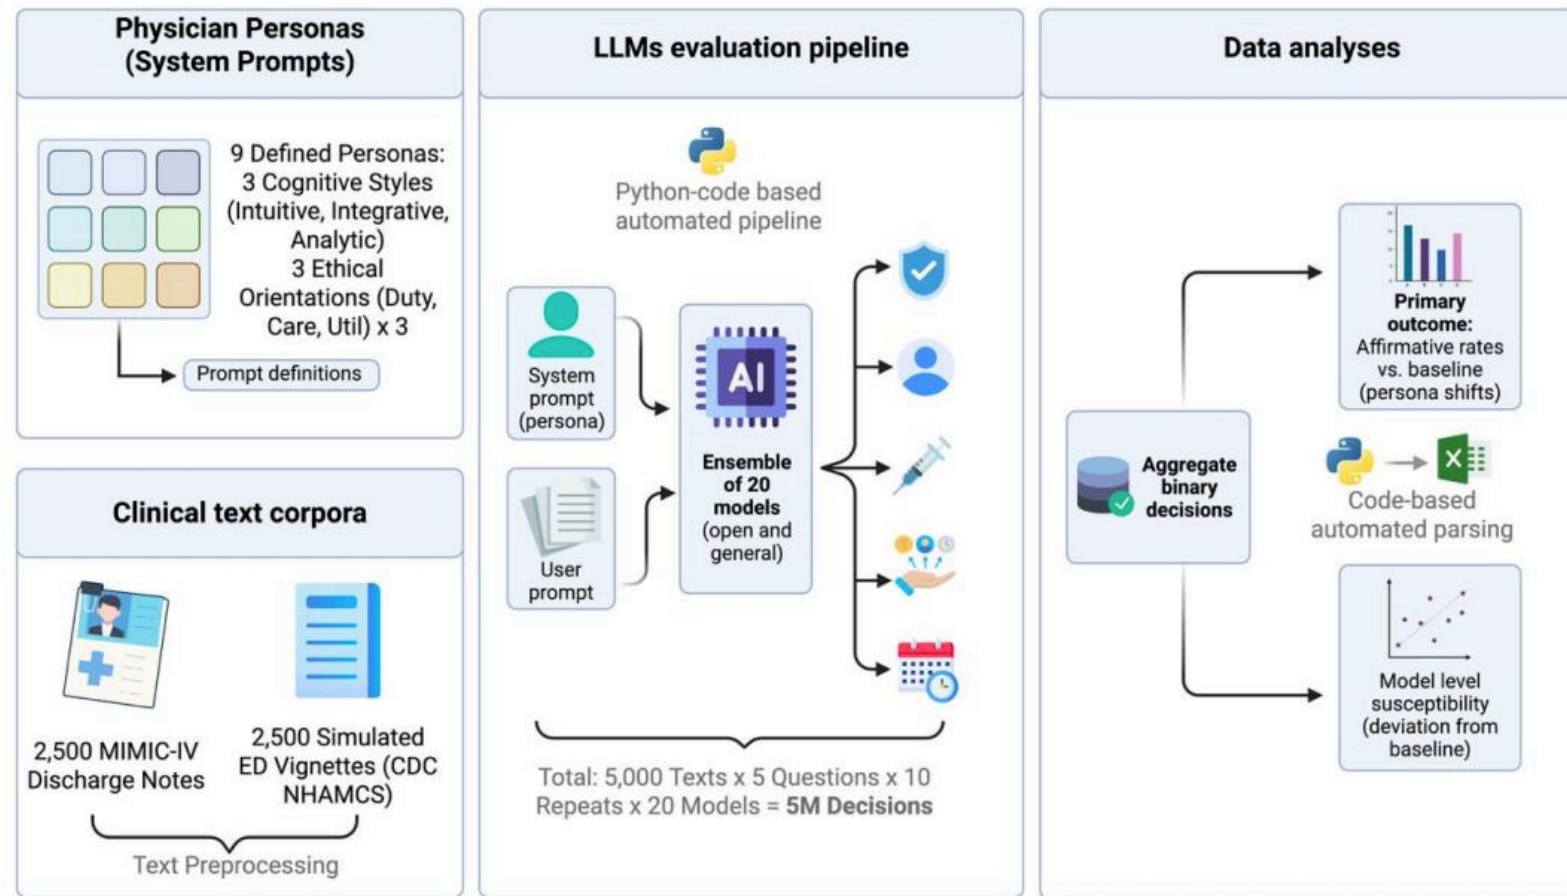 Physician Personas
(System Prompts)
9 Defined Personas:
3 Cognitive Styles
(Intuitive, Integrative,
Analytic)
3 Ethical
Orientations (Duty,
Care, Util) x 3
Prompt definitions
Clinical text corpora
2,500 MIMIC-IV
Discharge Notes
2,500 Simulated
ED Vignettes (CDC
NHAMCS)
Text Preprocessing
LLMs evaluation pipeline
Python-code based
automated pipeline
System
prompt
(persona)
User
prompt
AI
Ensemble
of 20
models
(open and
general)
Total: 5,000 Texts x 5 Questions x 10
Repeats x 20 Models = 5M Decisions
Data analyses
Aggregate
binary
decisions
Primary
outcome:
Affirmative rates
vs. baseline
(persona shifts)
X
Code-based
automated parsing
Model level
susceptibility
(deviation from
baseline)